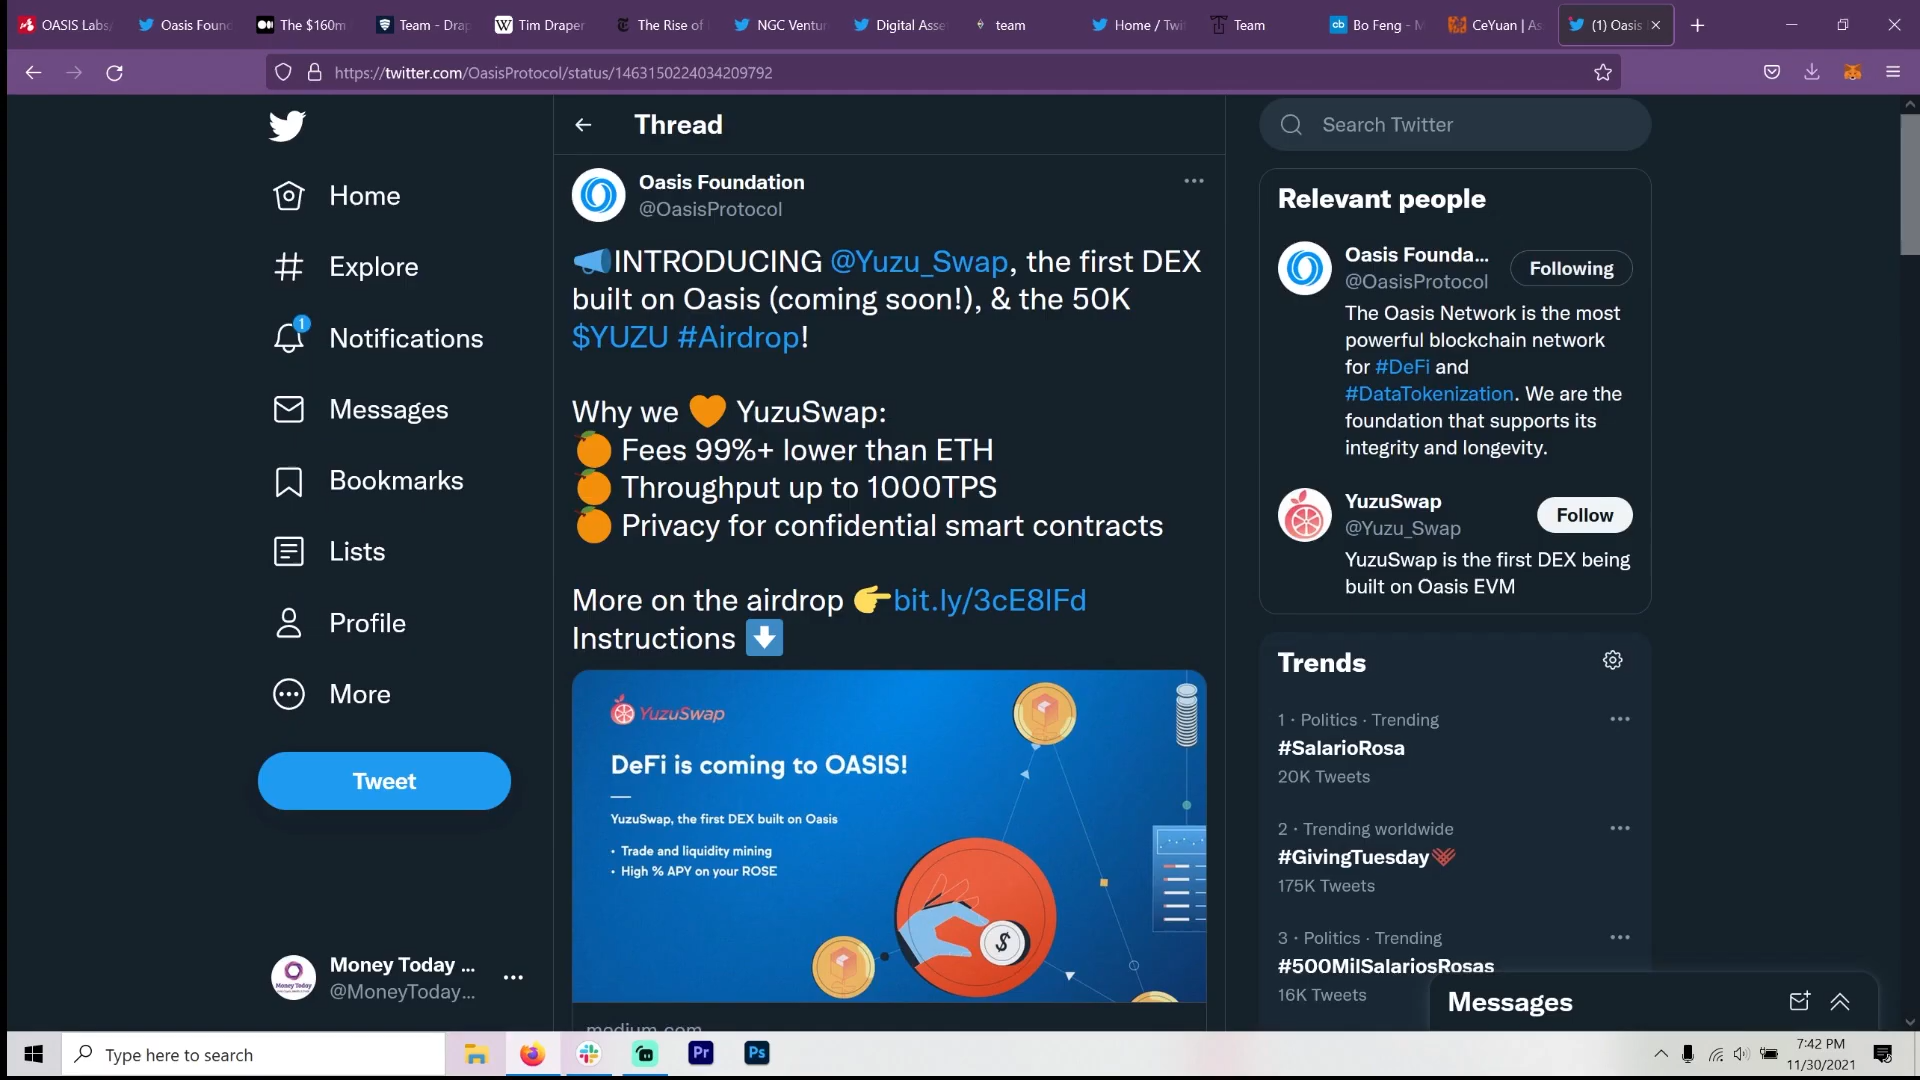 OASIS Labs
Oasis Foun
The $160m
Team - Drap
Tim Draper
The Rise of
NGC Ventur
Digital Asse
team
Home / Twi
Team
Bo Feng - M
CeYuan | As
(1) Oasis
https://twitter.com/OasisProtocol/status/1463150224034209792
Home
Explore
1
Notifications
Messages
Bookmarks
Lists
Profile
More
Tweet
Money Today ...
@MoneyToday...
Thread
Oasis Foundation
@OasisProtocol
INTRODUCING @Yuzu_Swap, the first DEX
built on Oasis (coming soon!), & the 50K
$YUZU #Airdrop!
Why we 🧡 YuzuSwap:
🍊 Fees 99%+ lower than ETH
🍊 Throughput up to 1000TPS
🍊 Privacy for confidential smart contracts
More on the airdrop 👉bit.ly/3cE8lFd
Instructions ⬇️
YuzuSwap
DeFi is coming to OASIS!
YuzuSwap, the first DEX built on Oasis
• Trade and liquidity mining
• High % APY on your ROSE
$
medium.com
Search Twitter
Relevant people
Oasis Founda...
Following
@OasisProtocol
The Oasis Network is the most
powerful blockchain network
for #DeFi and
#DataTokenization. We are the
foundation that supports its
integrity and longevity.
YuzuSwap
Follow
@Yuzu_Swap
YuzuSwap is the first DEX being
built on Oasis EVM
Trends
1 · Politics · Trending
#SalarioRosa
20K Tweets
2 · Trending worldwide
#GivingTuesday
175K Tweets
3 · Politics · Trending
#500MilSalariosRosas
16K Tweets
Messages
Type here to search
Pr
Ps
7:42 PM
11/30/2021